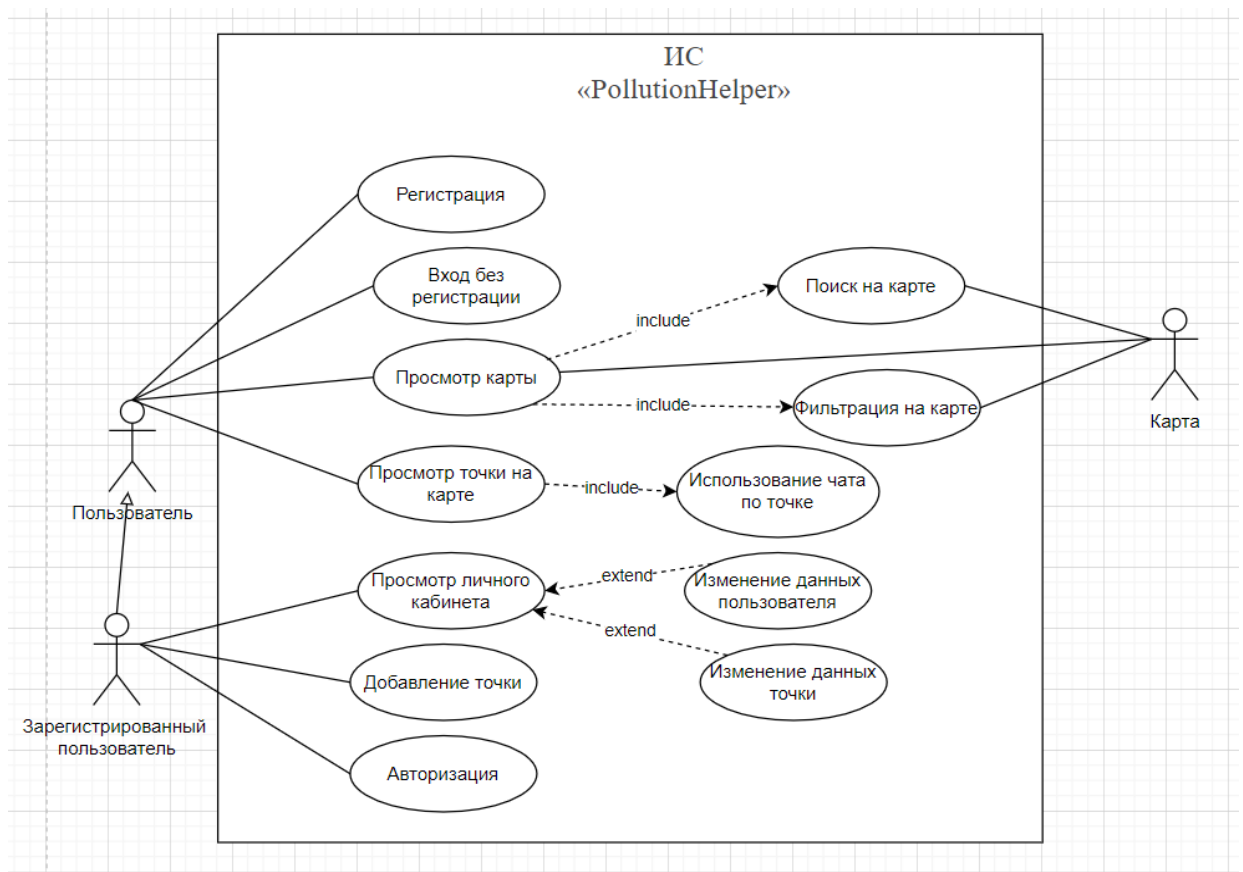 ИС
«PollutionHelper»
Регистрация
Вход без
регистрации
Поиск на карте
include
Просмотр карты
include
Фильтрация на карте
Карта
Просмотр точки на
карте
include
Использование чата
по точке
Пользователь
Просмотр личного
кабинета
extend
Изменение данных
пользователя
extend
Добавление точки
Изменение данных
точки
Зарегистрированный
пользователь
Авторизация